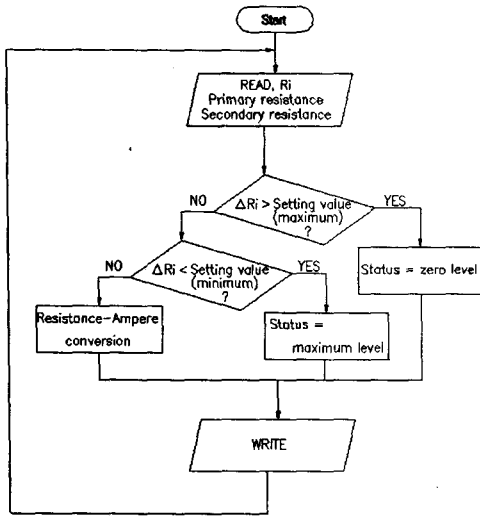 Start
READ, Ri
Primary resistance
Secondary resistance
NO
ΔRi > Setting value
(maximum)
?
YES
NO
ΔRi < Setting value
(minimum)
?
YES
Status = zero level
Resistance-Ampere
conversion
Status =
maximum level
WRITE